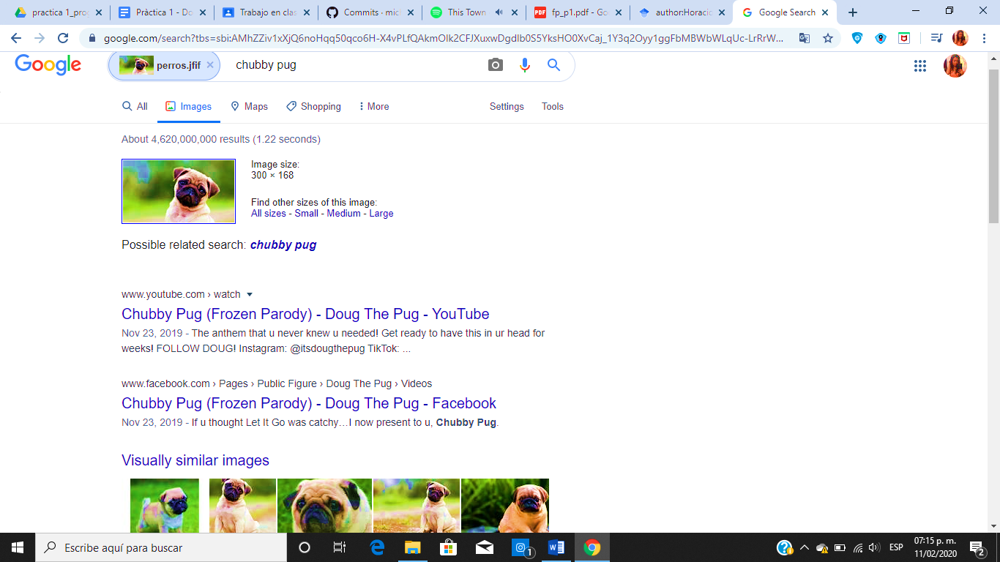 practica 1_proc
Pràctica 1 - Do
Trabajo en clas
Commits · mich
This Town
fp_p1.pdf - Goo
author:Horacio
Google Search
google.com/search?tbs=sbi:AMhZZiv1xXjQ6noHqq50qco6H-X4vPLfQAkmOlk2CFJXuxwDgdlb0S5YksHO0XvCaj_1Y3q2Oyy1ggFbMBWbWLqUc-LrRrW...
Google perros.jfif × chubby pug
All Images Maps Shopping More Settings Tools
About 4,620,000,000 results (1.22 seconds)
Image size:
300 × 168
Find other sizes of this image:
All sizes - Small - Medium - Large
Possible related search: chubby pug
www.youtube.com › watch
Chubby Pug (Frozen Parody) - Doug The Pug - YouTube
Nov 23, 2019 - The anthem that u never knew u needed! Get ready to have this in ur head for
weeks! FOLLOW DOUG! Instagram: @itsdougthepug TikTok: ...
www.facebook.com › Pages › Public Figure › Doug The Pug › Videos
Chubby Pug (Frozen Parody) - Doug The Pug - Facebook
Nov 23, 2019 - If u thought Let It Go was catchy…I now present to u, Chubby Pug.
Visually similar images
Escribe aquí para buscar
1
ESP
07:15 p. m.
11/02/2020
2